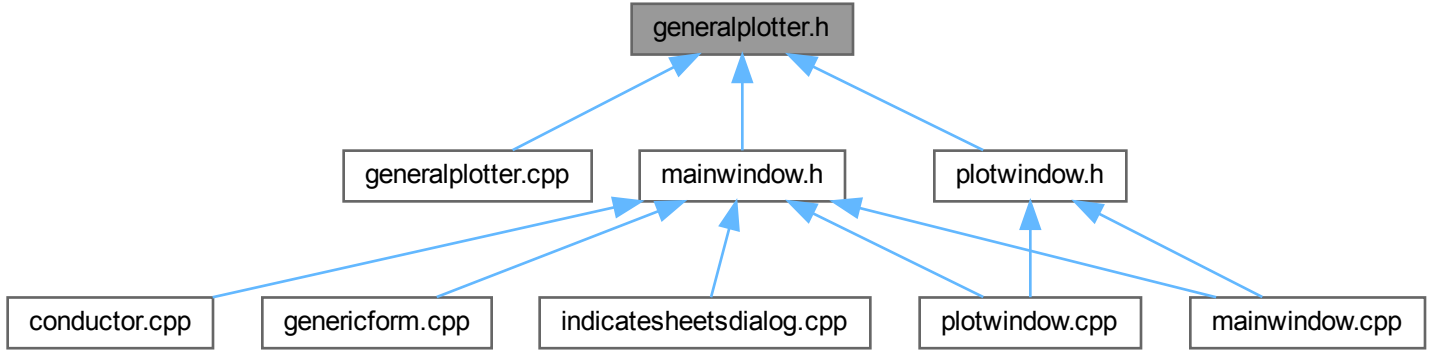 generalplotter.h
generalplotter.cpp
mainwindow.h
plotwindow.h
conductor.cpp
genericform.cpp
indicatesheetsdialog.cpp
plotwindow.cpp
mainwindow.cpp